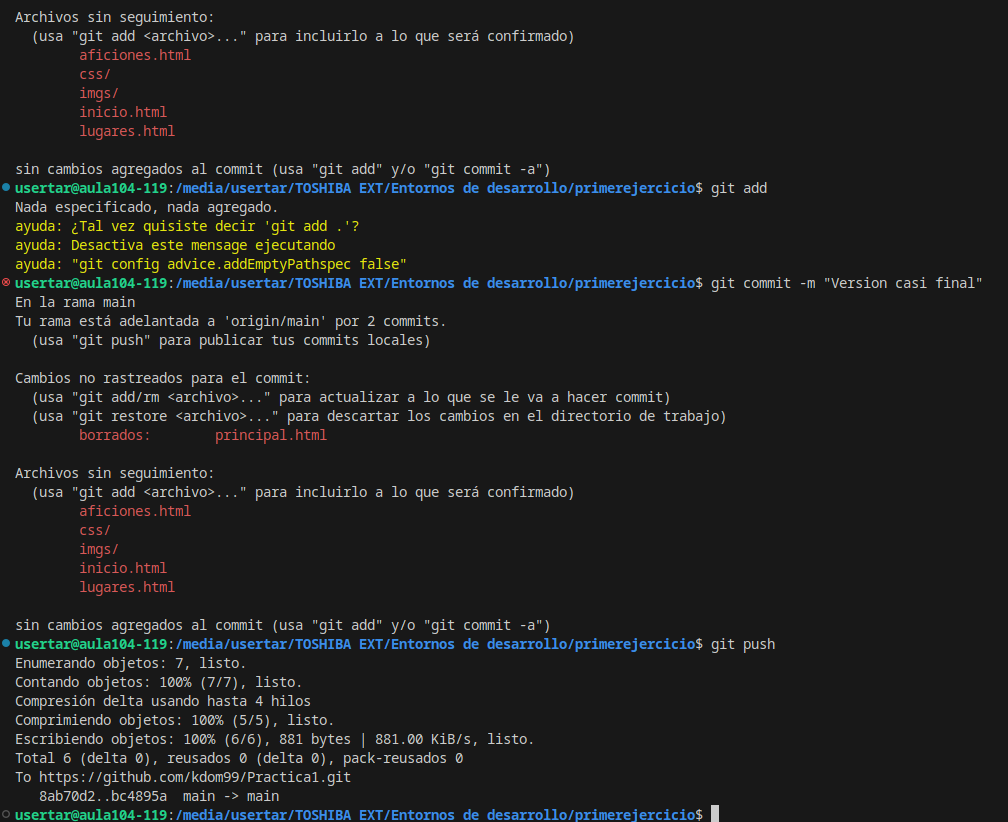 Archivos sin seguimiento:
  (usa "git add <archivo>..." para incluirlo a lo que será confirmado)
        aficiones.html
        css/
        imgs/
        inicio.html
        lugares.html

sin cambios agregados al commit (usa "git add" y/o "git commit -a")
usertar@aula104-119:/media/usertar/TOSHIBA EXT/Entornos de desarrollo/primerejercicio$ git add
Nada especificado, nada agregado.
ayuda: ¿Tal vez quisiste decir 'git add .'?
ayuda: Desactiva este mensage ejecutando
ayuda: "git config advice.addEmptyPathspec false"
usertar@aula104-119:/media/usertar/TOSHIBA EXT/Entornos de desarrollo/primerejercicio$ git commit -m "Version casi final"
En la rama main
Tu rama está adelantada a 'origin/main' por 2 commits.
  (usa "git push" para publicar tus commits locales)

Cambios no rastreados para el commit:
  (usa "git add/rm <archivo>..." para actualizar a lo que se le va a hacer commit)
  (usa "git restore <archivo>..." para descartar los cambios en el directorio de trabajo)
        borrados:        principal.html

Archivos sin seguimiento:
  (usa "git add <archivo>..." para incluirlo a lo que será confirmado)
        aficiones.html
        css/
        imgs/
        inicio.html
        lugares.html

sin cambios agregados al commit (usa "git add" y/o "git commit -a")
usertar@aula104-119:/media/usertar/TOSHIBA EXT/Entornos de desarrollo/primerejercicio$ git push
Enumerando objetos: 7, listo.
Contando objetos: 100% (7/7), listo.
Compresión delta usando hasta 4 hilos
Comprimiendo objetos: 100% (5/5), listo.
Escribiendo objetos: 100% (6/6), 881 bytes | 881.00 KiB/s, listo.
Total 6 (delta 0), reusados 0 (delta 0), pack-reusados 0
To https://github.com/kdom99/Practica1.git
   8ab70d2..bc4895a  main -> main
usertar@aula104-119:/media/usertar/TOSHIBA EXT/Entornos de desarrollo/primerejercicio$